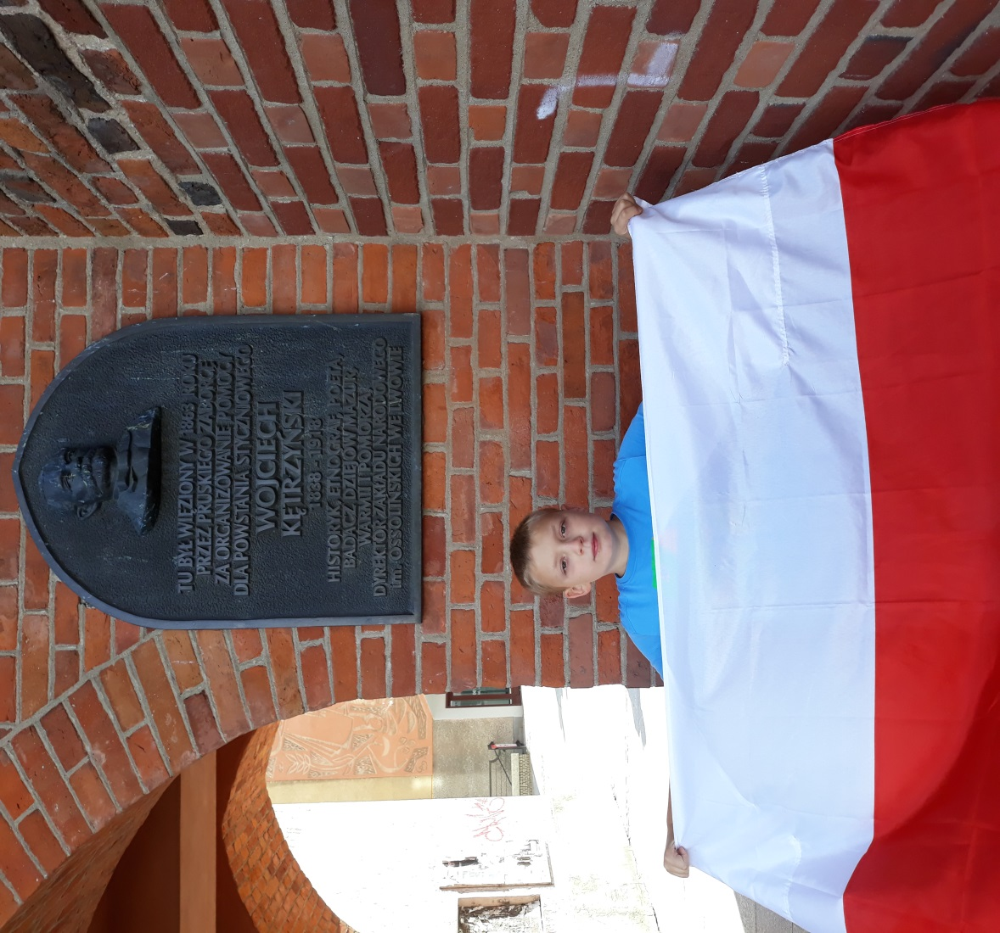 TU BYŁ WIĘZIONY W 1863 ROKU
PRZEZ PRUSKIEGO ZABORCĘ
ZA ORGANIZOWANIE POMOCY
DLA POWSTANIA STYCZNIOWEGO
WOJCIECH
KĘTRZYŃSKI
1838-1918
HISTORYK, ETNOGRAF, POETA,
BADACZ DZIEJÓW MAZUR,
WARMII I POMORZA,
DYREKTOR ZAKŁADU NARODOWEGO
im. OSSOLIŃSKICH WE LWOWIE